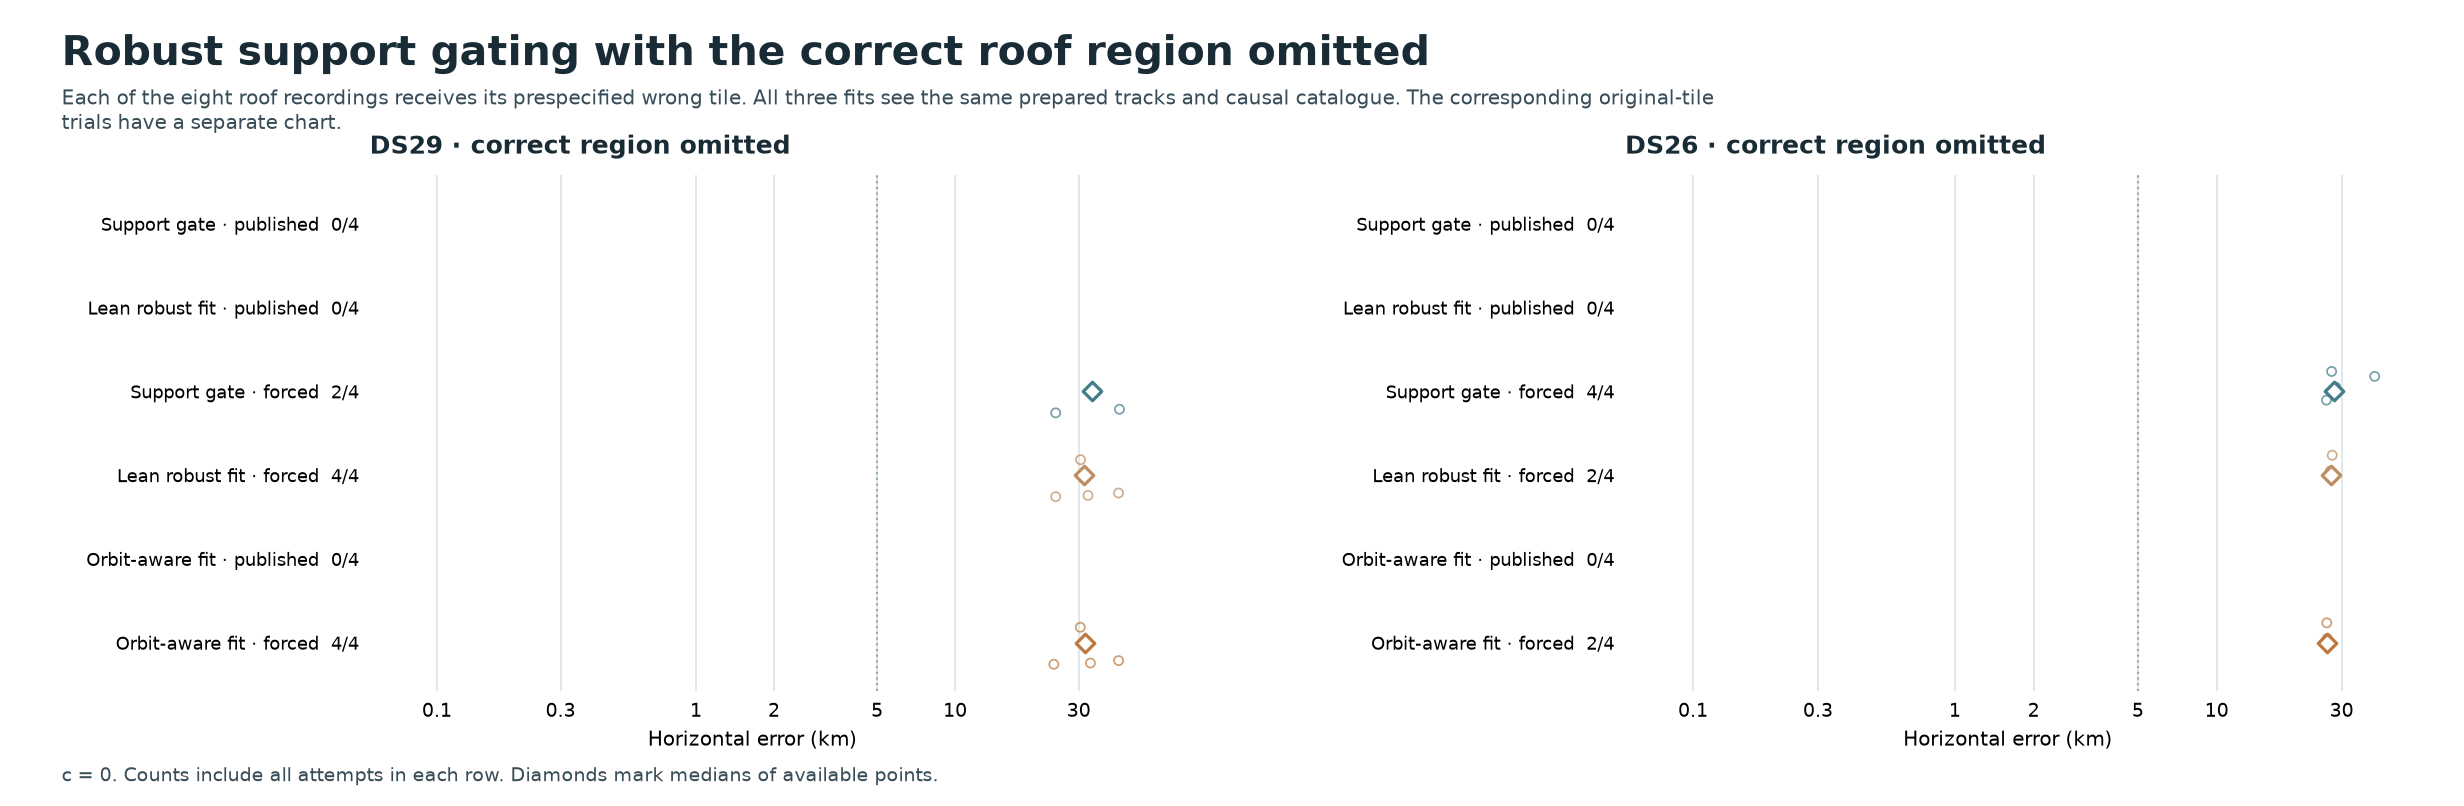 Robust support gating with the correct roof region omitted
Each of the eight roof recordings receives its prespecified wrong tile. All three fits see the same prepared tracks and causal catalogue. The corresponding original-tile
trials have a separate chart.
DS29 · correct region omitted
Support gate · published 0/4
Lean robust fit · published 0/4
Support gate · forced 2/4
Lean robust fit · forced 4/4
Orbit-aware fit · published 0/4
Orbit-aware fit · forced 4/4
0.1 0.3 1 2 5 10 30
Horizontal error (km)
DS26 · correct region omitted
Support gate · published 0/4
Lean robust fit · published 0/4
Support gate · forced 4/4
Lean robust fit · forced 2/4
Orbit-aware fit · published 0/4
Orbit-aware fit · forced 2/4
0.1 0.3 1 2 5 10 30
Horizontal error (km)
c = 0. Counts include all attempts in each row. Diamonds mark medians of available points.